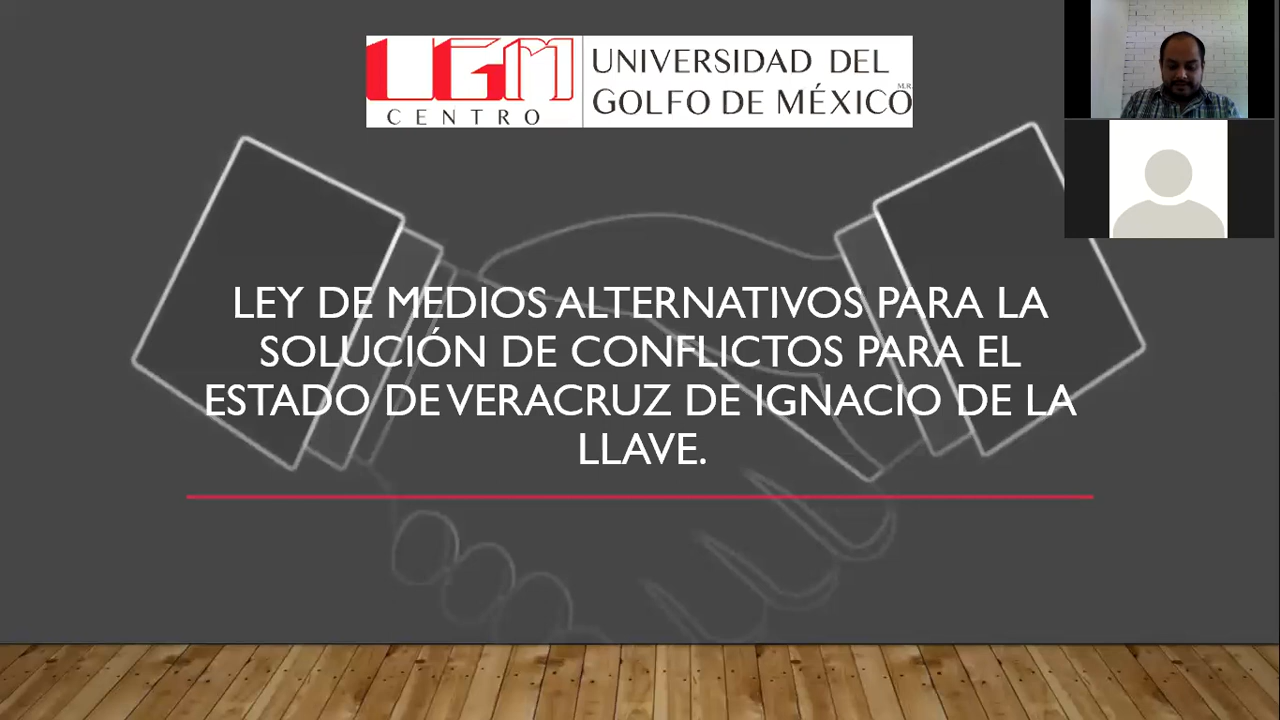 UGM
CENTRO
UNIVERSIDAD DEL
GOLFO DE MÉXICO
M.R.
LEY DE MEDIOS ALTERNATIVOS PARA LA
SOLUCIÓN DE CONFLICTOS PARA EL
ESTADO DE VERACRUZ DE IGNACIO DE LA
LLAVE.